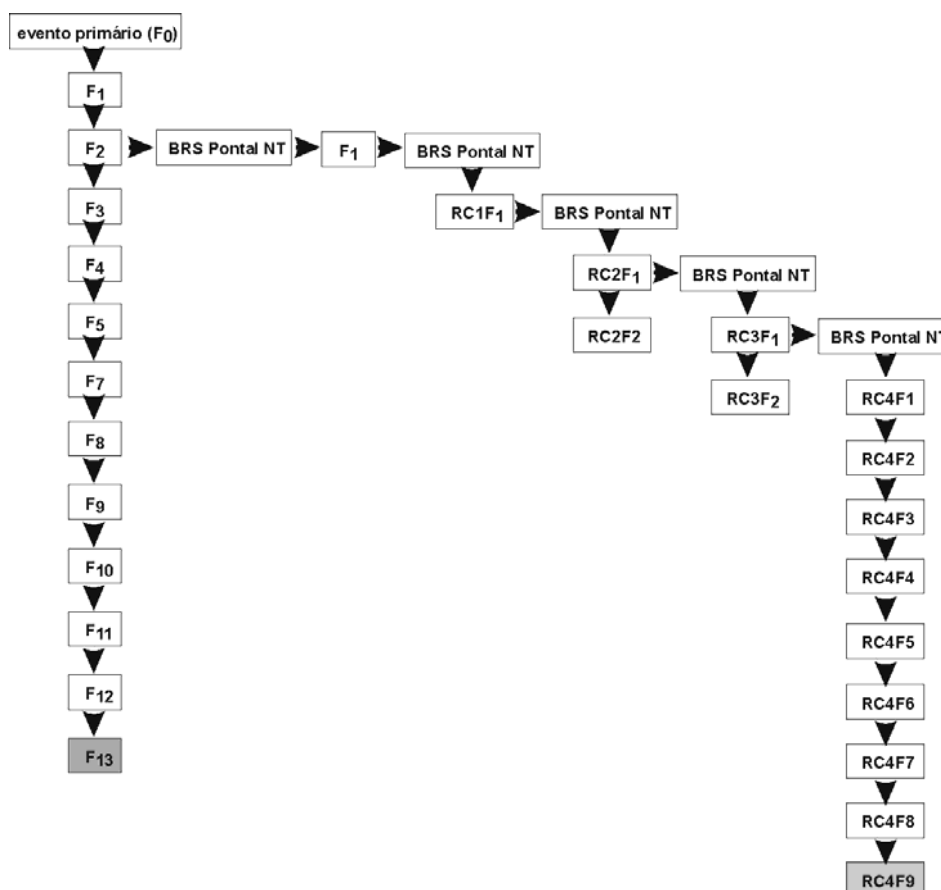 evento primário (F0)
F1
F2
BRS Pontal NT
F1
BRS Pontal NT
F3
RC1F1
BRS Pontal NT
F4
RC2F1
BRS Pontal NT
F5
RC2F2
RC3F1
BRS Pontal NT
F7
RC3F2
RC4F1
F8
RC4F2
F9
RC4F3
F10
RC4F4
F11
RC4F5
F12
RC4F6
F13
RC4F7
RC4F8
RC4F9